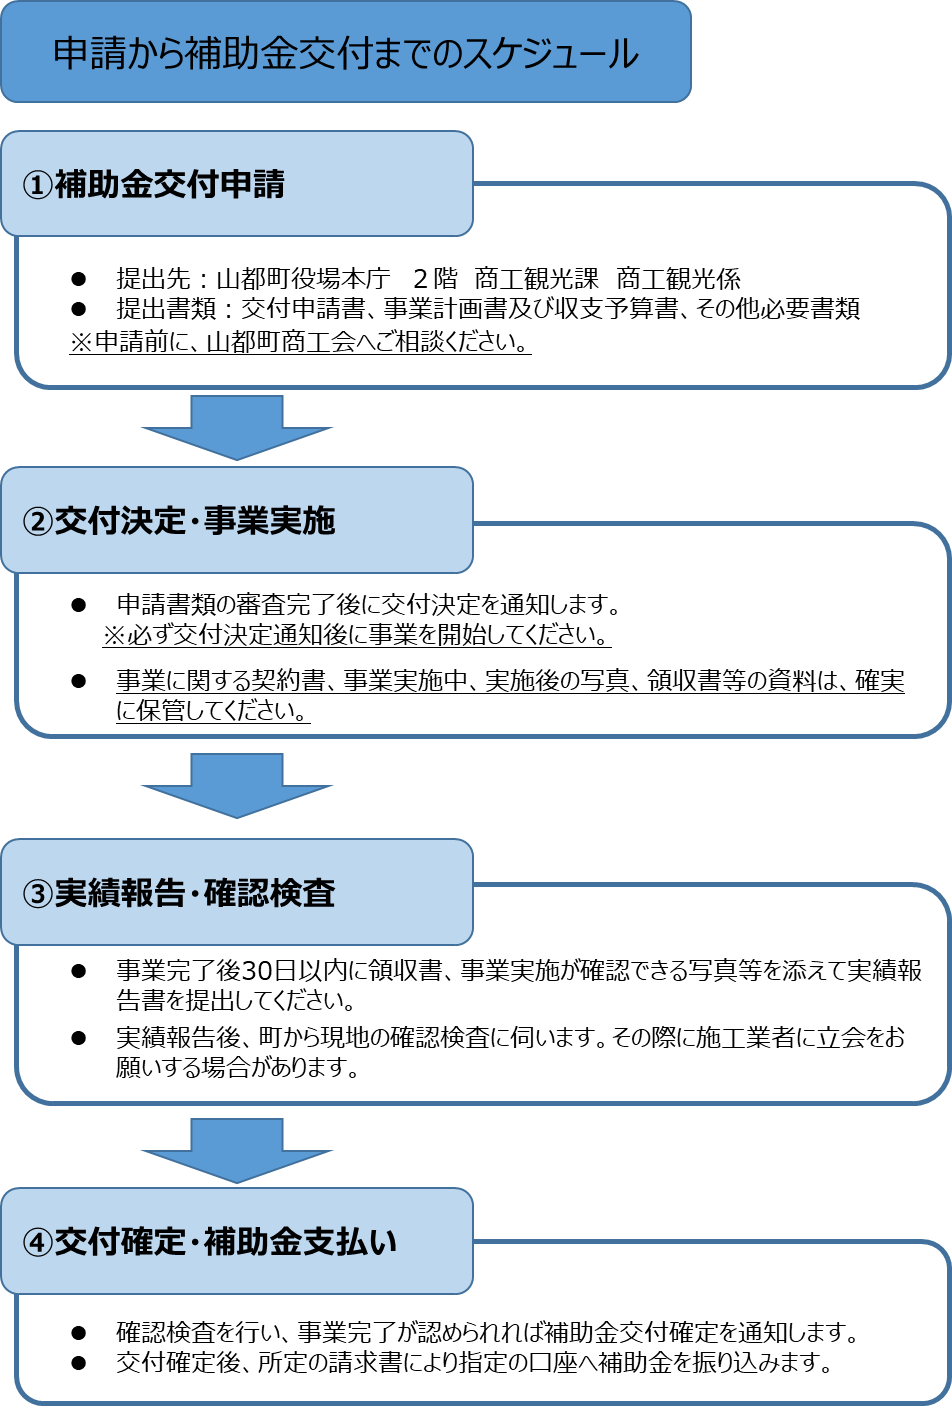 申請から補助金交付までのスケジュール
①補助金交付申請
● 提出先：山都町役場本庁　２階　商工観光課　商工観光係
● 提出書類：交付申請書、事業計画書及び収支予算書、その他必要書類
※申請前に、山都町商工会へご相談ください。
②交付決定・事業実施
● 申請書類の審査完了後に交付決定を通知します。
※必ず交付決定通知後に事業を開始してください。
● 事業に関する契約書、事業実施中、実施後の写真、領収書等の資料は、確実
に保管してください。
③実績報告・確認検査
● 事業完了後30日以内に領収書、事業実施が確認できる写真等を添えて実績報
告書を提出してください。
● 実績報告後、町から現地の確認検査に伺います。その際に施工業者に立会をお
願いする場合があります。
④交付確定・補助金支払い
● 確認検査を行い、事業完了が認められれば補助金交付確定を通知します。
● 交付確定後、所定の請求書により指定の口座へ補助金を振り込みます。